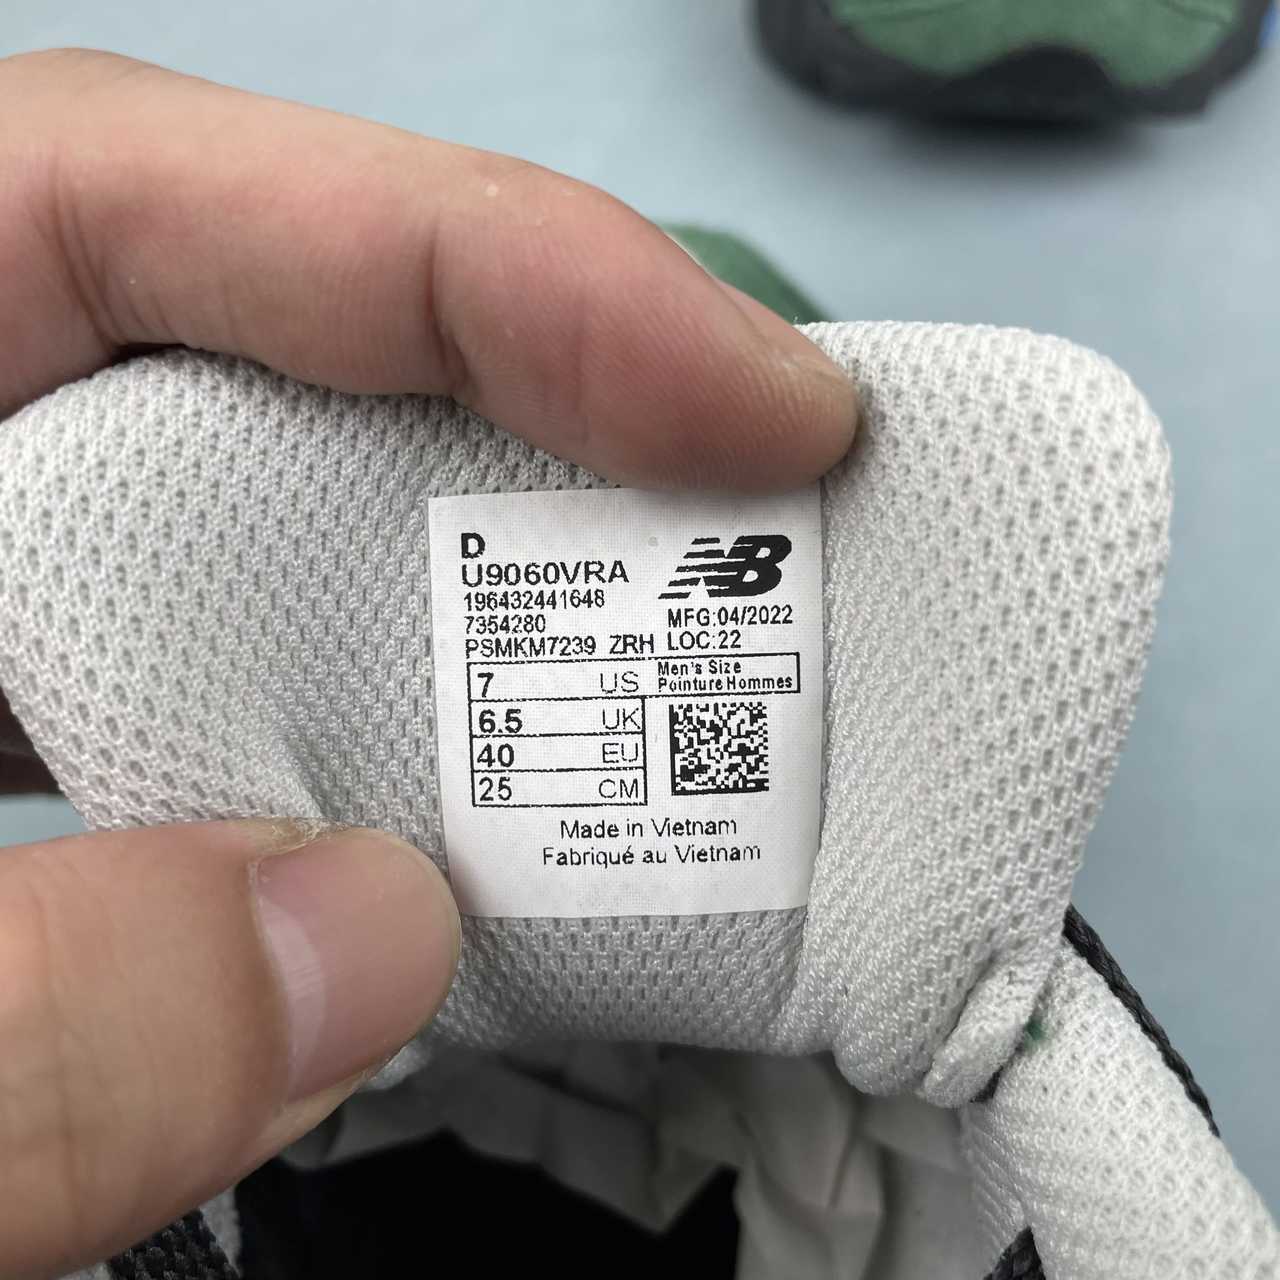 D
NB
U9060VRA
196432441648
7354280
MFG:04/2022
PSMKM7239 ZRH LOC:22
7 US Men's Size
Pointure Hommes
6.5 UK
40 EU
25 CM
Made in Vietnam
Fabriqué au Vietnam